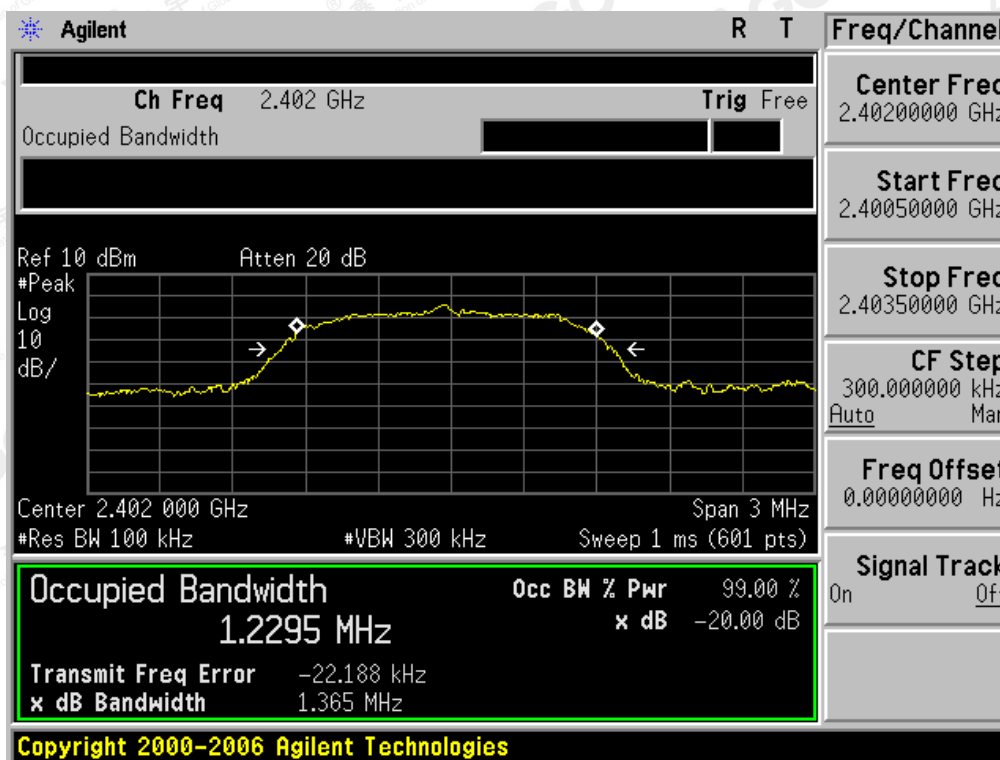 Agilent R T Freq/Channel
Ch Freq 2.402 GHz Trig Free
Occupied Bandwidth
Center Freq
2.40200000 GHz
Start Freq
2.40050000 GHz
Stop Freq
2.40350000 GHz
CF Step
300.000000 kHz
Auto Man
Freq Offset
0.00000000 Hz
Signal Track
On Off
Ref 10 dBm Atten 20 dB
#Peak
Log
10
dB/
Center 2.402 000 GHz Span 3 MHz
#Res BW 100 kHz #VBW 300 kHz Sweep 1 ms (601 pts)
Occupied Bandwidth
1.2295 MHz
Occ BW % Pwr 99.00 %
x dB -20.00 dB
Transmit Freq Error -22.188 kHz
x dB Bandwidth 1.365 MHz
Copyright 2000-2006 Agilent Technologies